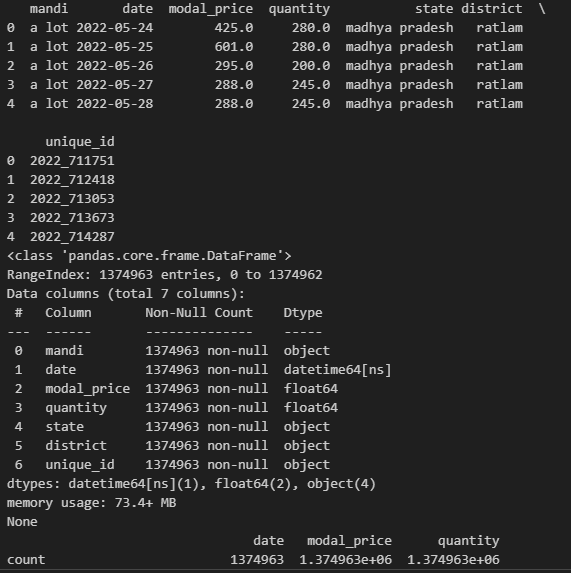 mandi date modal_price quantity state district \
0 a lot 2022-05-24 425.0 280.0 madhya pradesh ratlam
1 a lot 2022-05-25 601.0 280.0 madhya pradesh ratlam
2 a lot 2022-05-26 295.0 200.0 madhya pradesh ratlam
3 a lot 2022-05-27 288.0 245.0 madhya pradesh ratlam
4 a lot 2022-05-28 288.0 245.0 madhya pradesh ratlam
unique_id
0 2022_711751
1 2022_712418
2 2022_713053
3 2022_713673
4 2022_714287
<class 'pandas.core.frame.DataFrame'>
RangeIndex: 1374963 entries, 0 to 1374962
Data columns (total 7 columns):
# Column Non-Null Count Dtype
--- ------ -------------- -----
0 mandi 1374963 non-null object
1 date 1374963 non-null datetime64[ns]
2 modal_price 1374963 non-null float64
3 quantity 1374963 non-null float64
4 state 1374963 non-null object
5 district 1374963 non-null object
6 unique_id 1374963 non-null object
dtypes: datetime64[ns](1), float64(2), object(4)
memory usage: 73.4+ MB
None
date modal_price quantity
count 1374963 1.374963e+06 1.374963e+06